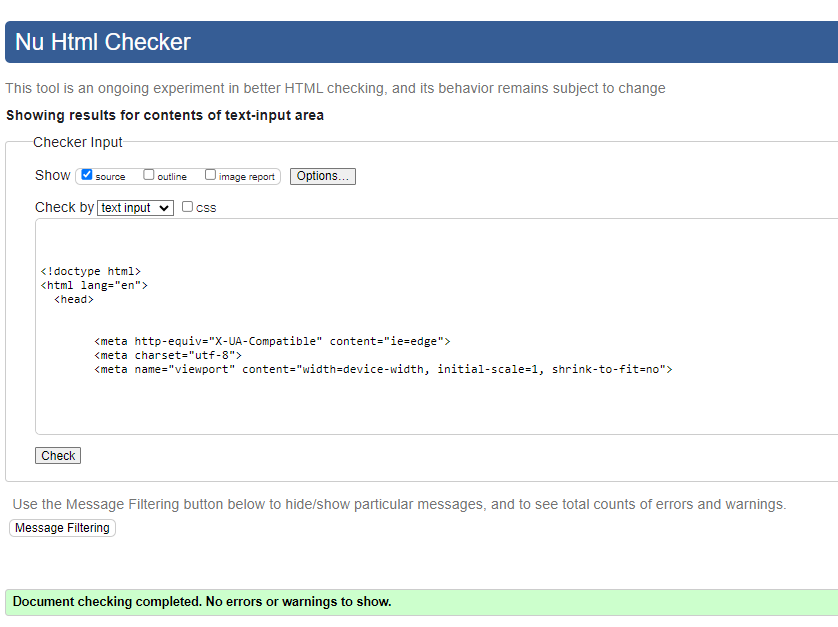 Nu Html Checker
This tool is an ongoing experiment in better HTML checking, and its behavior remains subject to change
Showing results for contents of text-input area
Checker Input
Show source outline image report Options...
Check by text input css
<!doctype html>
<html lang="en">
<head>
<meta http-equiv="X-UA-Compatible" content="ie=edge">
<meta charset="utf-8">
<meta name="viewport" content="width=device-width, initial-scale=1, shrink-to-fit=no">
Check
Use the Message Filtering button below to hide/show particular messages, and to see total counts of errors and warnings.
Message Filtering
Document checking completed. No errors or warnings to show.